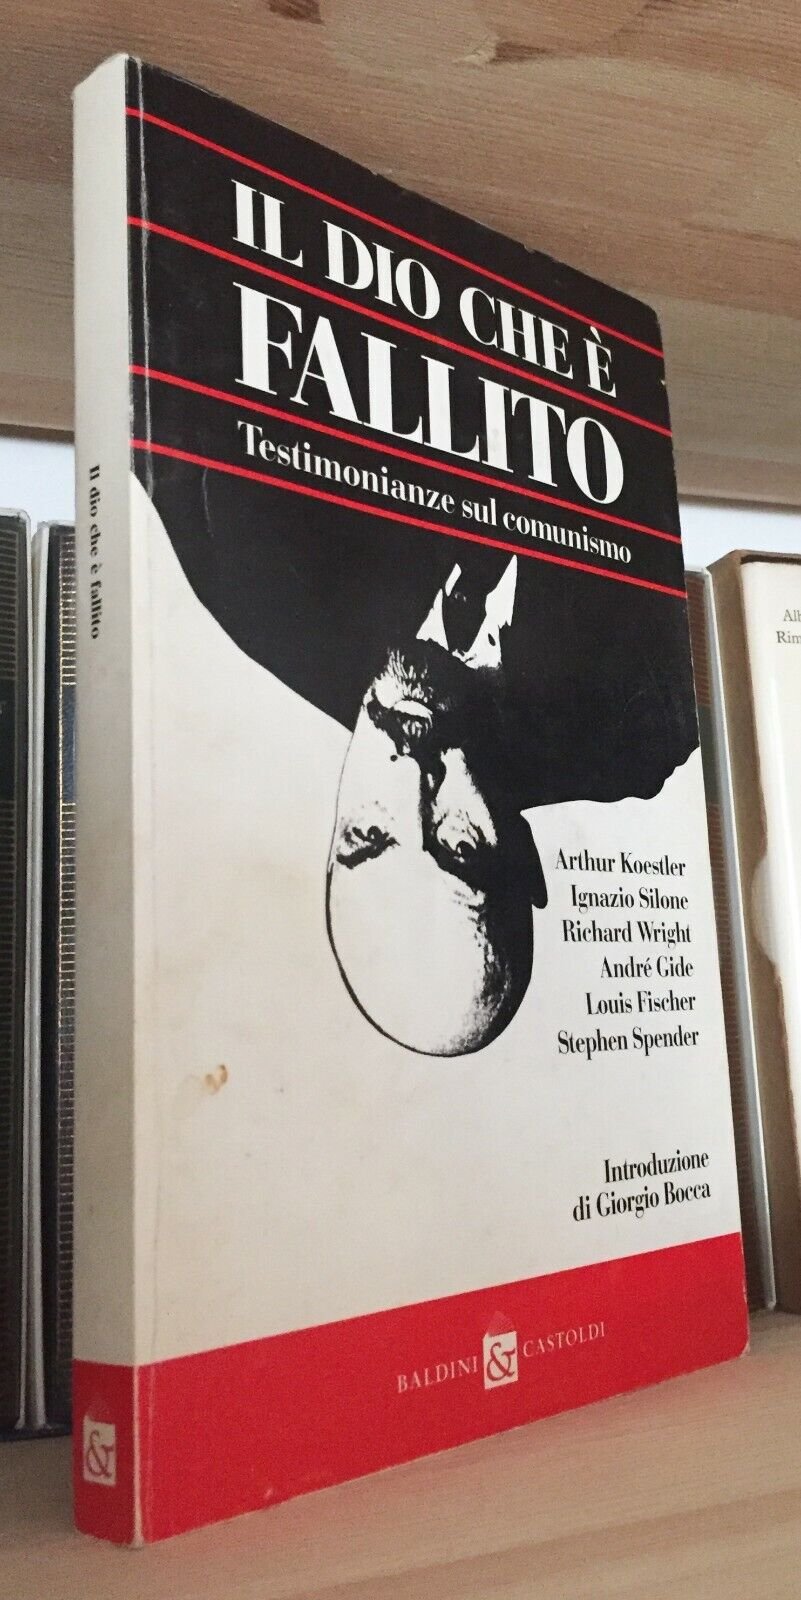 IL DIO CHE È
FALLITO
Testimonianze sul comunismo
Arthur Koestler
Ignazio Silone
Richard Wright
André Gide
Louis Fischer
Stephen Spender
Introduzione
di Giorgio Bocca
BALDINI & CASTOLDI
Il dio che è fallito
&
Rim